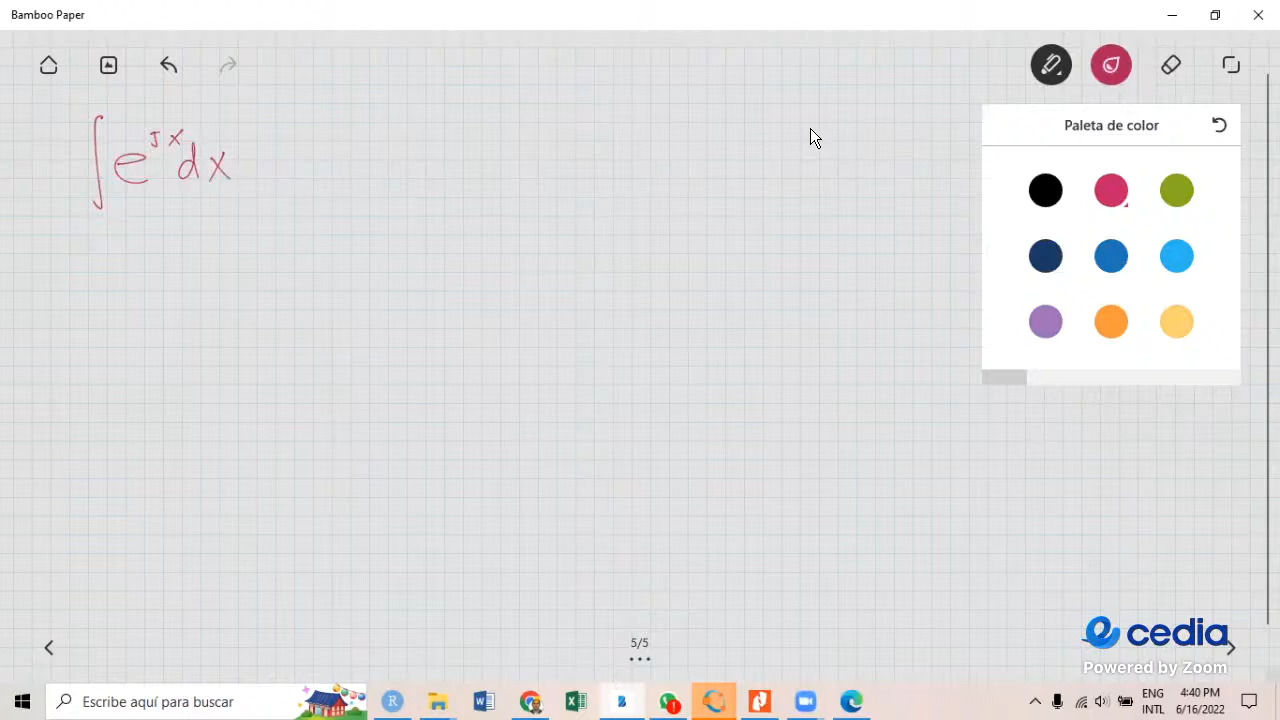 Bamboo Paper
∫ e^{jx} dx
Paleta de color
5/5
cedia
Powered by Zoom
Escribe aquí para buscar
ENG
INTL
4:40 PM
6/16/2022